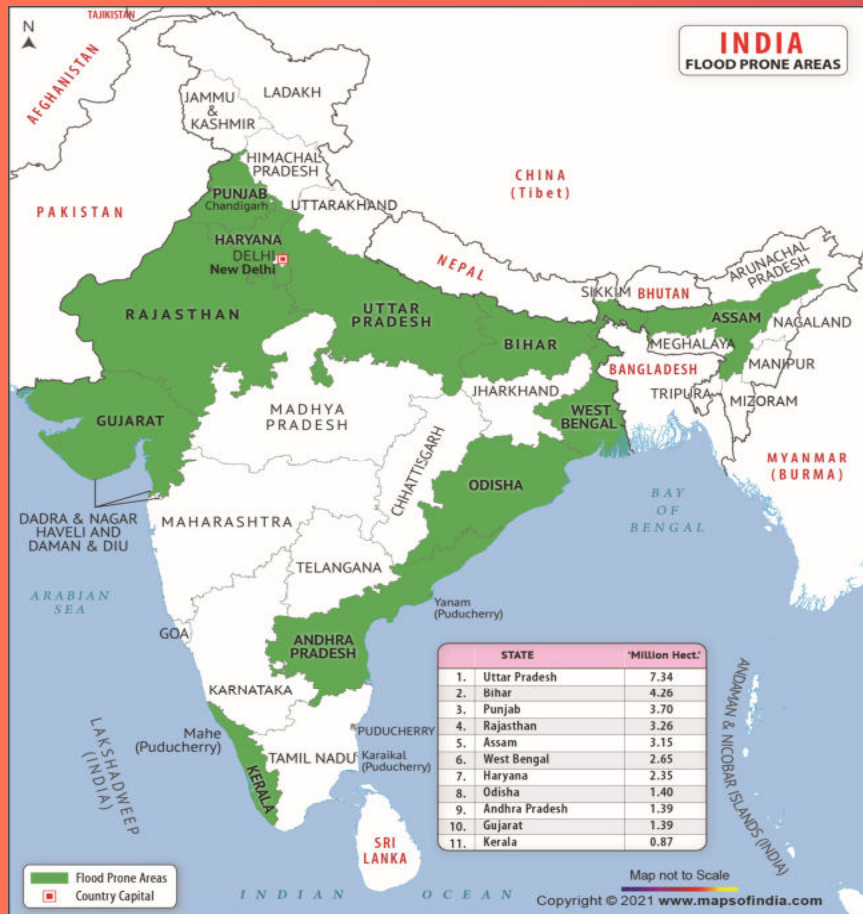 INDIA
FLOOD PRONE AREAS
N
TAJIKISTAN
AFGHANISTAN
PAKISTAN
CHINA
(Tibet)
NEPAL
BHUTAN
BANGLADESH
MYANMAR
(BURMA)
SRI
LANKA
LADAKH
JAMMU
&
KASHMIR
HIMACHAL
PRADESH
PUNJAB
Chandigarh
UTTARAKHAND
HARYANA
DELHI
New Delhi
RAJASTHAN
UTTAR
PRADESH
BIHAR
SIKKIM
ARUNACHAL
PRADESH
ASSAM
NAGALAND
MEGHALAYA
MANIPUR
TRIPURA
MIZORAM
GUJARAT
MADHYA
PRADESH
JHARKHAND
WEST
BENGAL
CHHATTISGARH
ODISHA
DADRA & NAGAR
HAVELI AND
DAMAN & DIU
MAHARASHTRA
TELANGANA
BAY
OF
BENGAL
ARABIAN
SEA
GOA
Yanam
(Puducherry)
ANDHRA
PRADESH
KARNATAKA
Mahe
(Puducherry)
PUDUCHERRY
TAMIL NADU
Karaikal
(Puducherry)
KERALA
LAKSHADWEEP
(INDIA)
ANDAMAN & NICOBAR ISLANDS (INDIA)
STATE 'Million Hect.'
1. Uttar Pradesh 7.34
2. Bihar 4.26
3. Punjab 3.70
4. Rajasthan 3.26
5. Assam 3.15
6. West Bengal 2.65
7. Haryana 2.35
8. Odisha 1.40
9. Andhra Pradesh 1.39
10. Gujarat 1.39
11. Kerala 0.87
Flood Prone Areas
Country Capital
INDIAN OCEAN
Map not to Scale
Copyright © 2021 www.mapsofindia.com